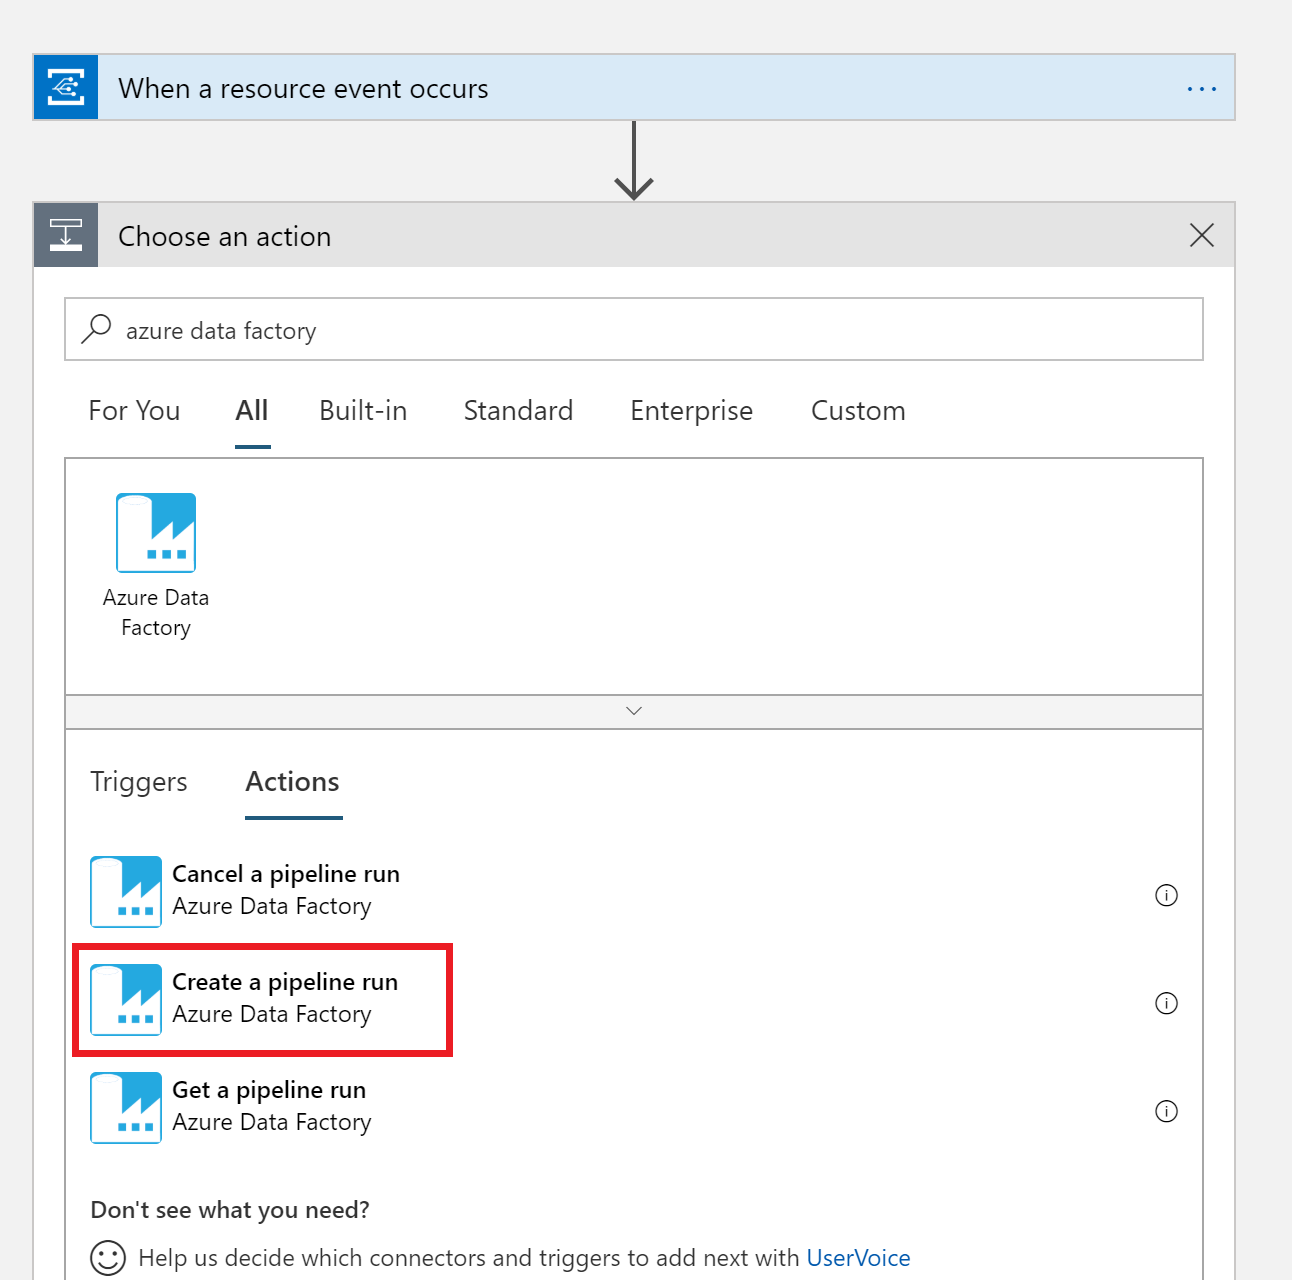 When a resource event occurs
Choose an action
azure data factory
For You All Built-in Standard Enterprise Custom
Azure Data
Factory
Triggers Actions
Cancel a pipeline run
Azure Data Factory
Create a pipeline run
Azure Data Factory
Get a pipeline run
Azure Data Factory
Don't see what you need?
Help us decide which connectors and triggers to add next with UserVoice